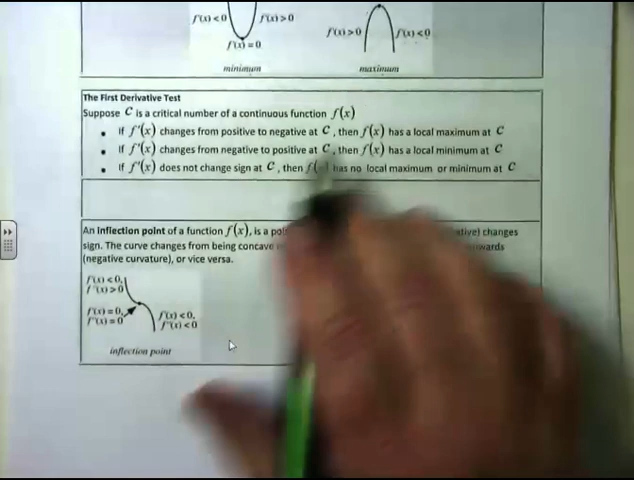 f'(x)<0 f'(x)>0 f'(x)>0 f'(x)<0
f'(x)=0
minimum maximum
The First Derivative Test
Suppose C is a critical number of a continuous function f(x)
• If f'(x) changes from positive to negative at C, then f(x) has a local maximum at C
• If f'(x) changes from negative to positive at C, then f(x) has a local minimum at C
• If f'(x) does not change sign at C, then f( ) has no local maximum or minimum at C
An inflection point of a function f(x), is a changes
sign. The curve changes from being concave
(negative curvature), or vice versa.
f'(x)<0,
f''(x)>0
f'(x)=0, f'(x)<0,
f''(x)=0 f''(x)<0
inflection point